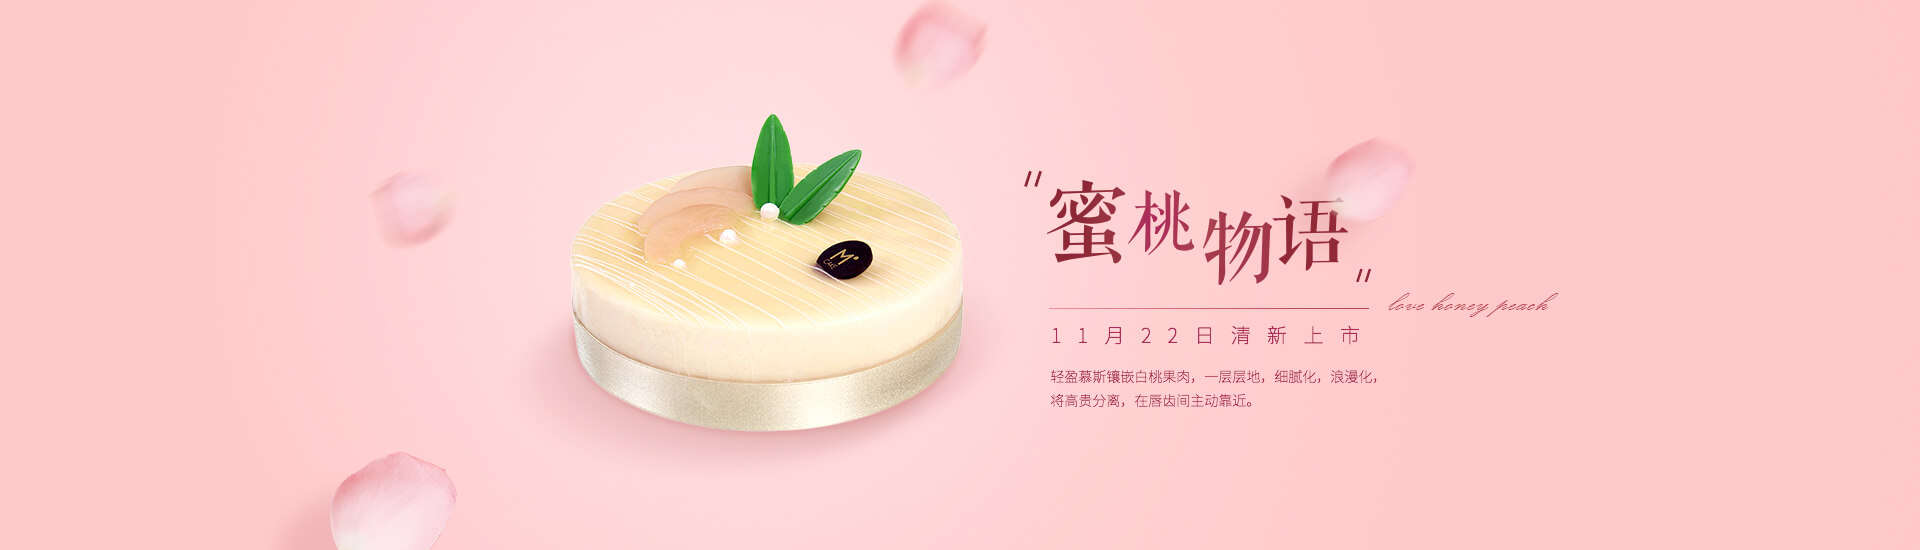 "蜜桃物语"
love honey peach
11月22日清新上市
轻盈慕斯镶嵌白桃果肉，一层层地，细腻化，浪漫化，
将高贵分离，在唇齿间主动靠近。
M CAKE